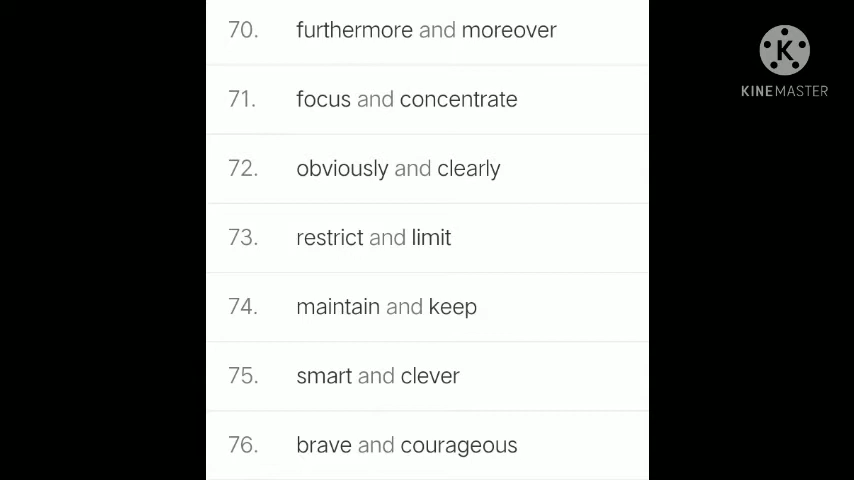 70. furthermore and moreover
71. focus and concentrate
72. obviously and clearly
73. restrict and limit
74. maintain and keep
75. smart and clever
76. brave and courageous
K
KINEMASTER